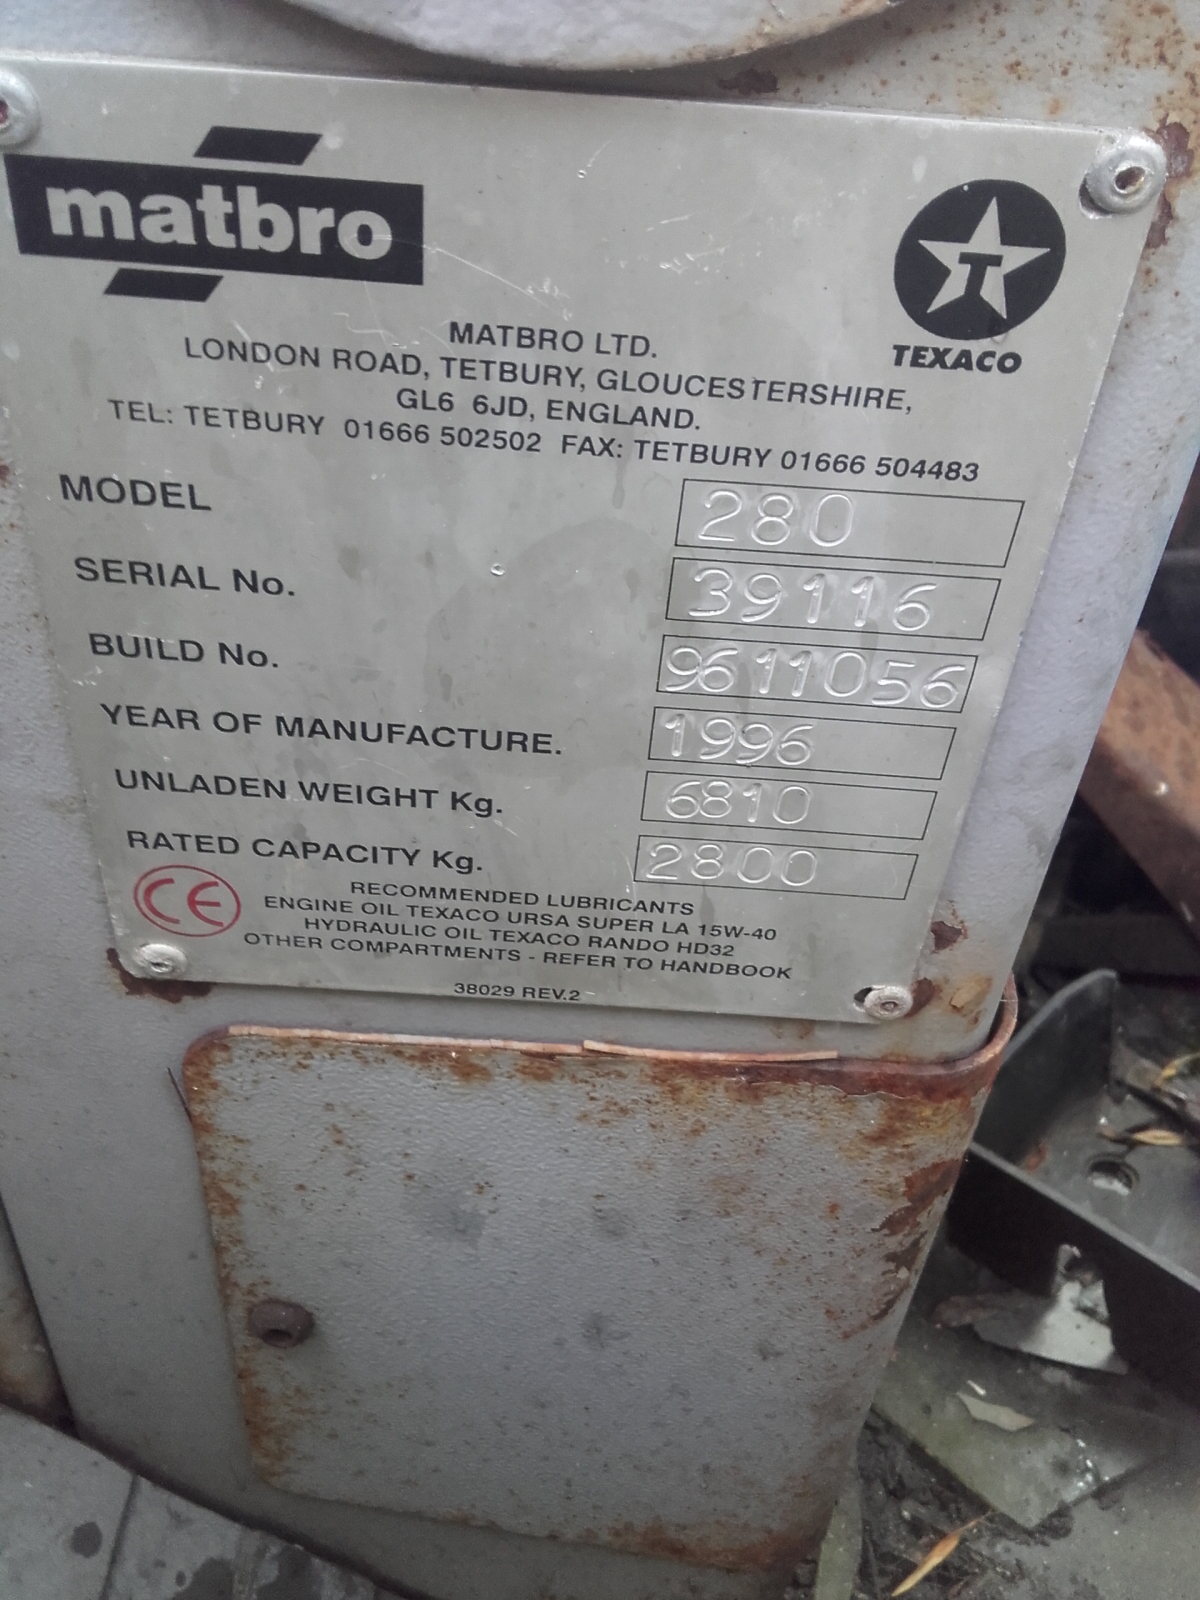 matbro
T
TEXACO
MATBRO LTD.
LONDON ROAD, TETBURY, GLOUCESTERSHIRE,
GL6 6JD, ENGLAND.
TEL: TETBURY 01666 502502 FAX: TETBURY 01666 504483
MODEL 280
SERIAL No. 39116
BUILD No. 9611056
YEAR OF MANUFACTURE. 1996
UNLADEN WEIGHT Kg. 6810
RATED CAPACITY Kg. 2800
CE
RECOMMENDED LUBRICANTS
ENGINE OIL TEXACO URSA SUPER LA 15W-40
HYDRAULIC OIL TEXACO RANDO HD32
OTHER COMPARTMENTS - REFER TO HANDBOOK
38029 REV.2